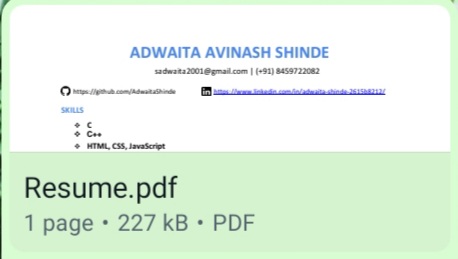 ADWAITA AVINASH SHINDE
sadwaita2001@gmail.com | (+91) 8459722082
https://github.com/AdwaitaShinde https://www.linkedin.com/in/adwaita-shinde-2615b8212/
SKILLS
❖ C
❖ C++
❖ HTML, CSS, JavaScript
Resume.pdf
1 page • 227 kB • PDF